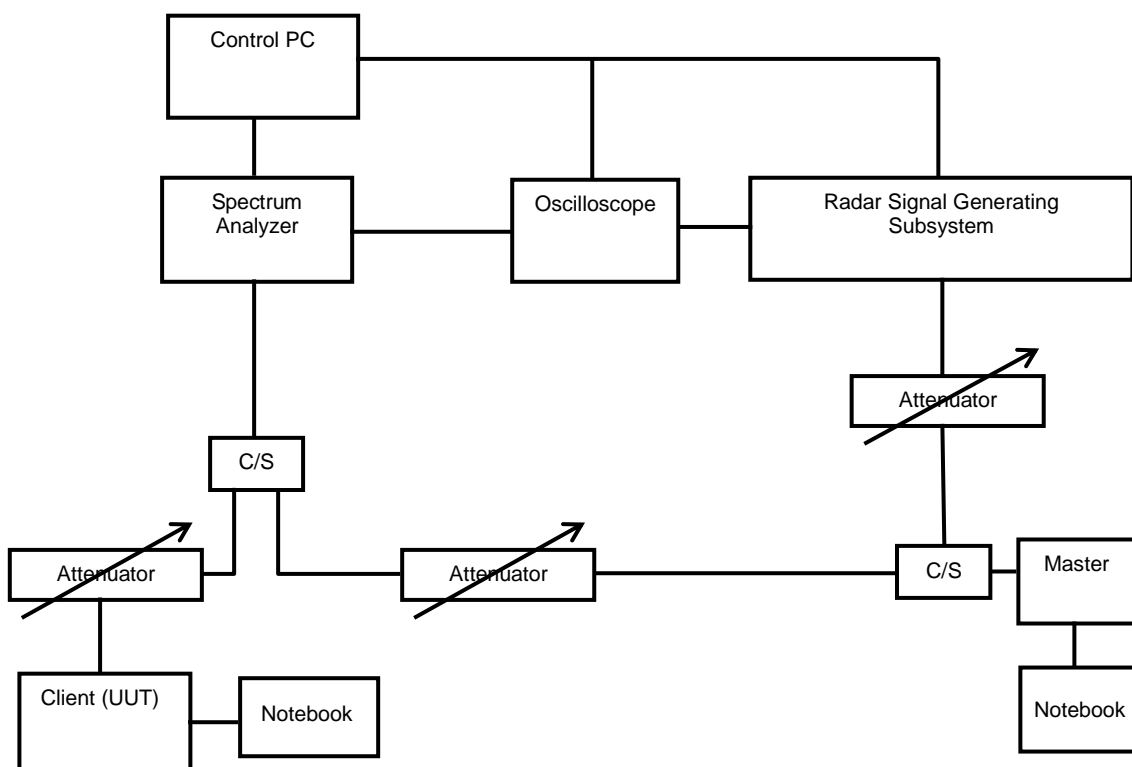 Control PC
Spectrum
Analyzer
Oscilloscope
Radar Signal Generating
Subsystem
Attenuator
C/S
Attenuator
Attenuator
C/S
Master
Client (UUT)
Notebook
Notebook